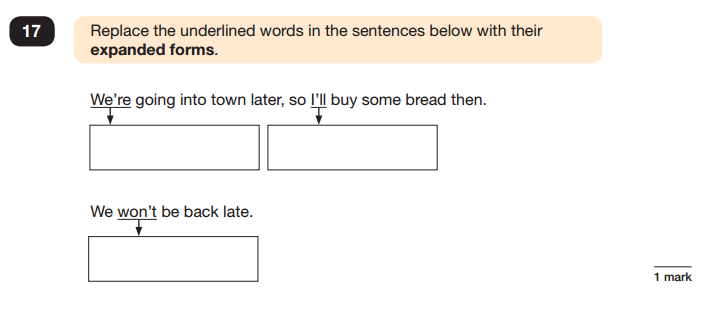 17
Replace the underlined words in the sentences below with their
expanded forms.
We’re going into town later, so I’ll buy some bread then.
We won’t be back late.
1 mark